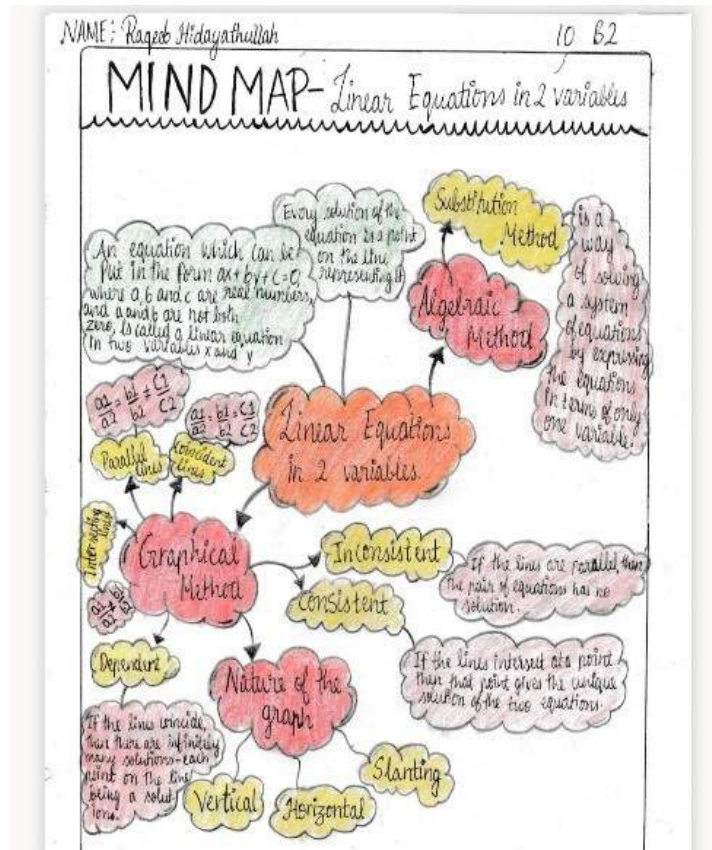 NAME: Raqeeb Hidayathullah
10 B2
MIND MAP- Linear Equations in 2 variables
Every solution of the
equation is a point
on the line
representing it
Substitution
Method
is a
way
of solving
a system
of equations
by expressing
the equations
in terms of only
one variable.
An equation which can be
Put in the form ax+by+c=0,
where a, b and c are real numbers,
and a and b are not both
zero, is called a linear equation
in two variables x and y
Algebraic
Method
a1/a2 = b1/b2 ≠ C1/C2
a1/a2 = b1/b2 = C1/C2
Linear Equations
in 2 variables.
Parallel
lines
Coincident
lines
Intersecting
lines
Graphical
Method
Inconsistent
If the lines are parallel, then
the pair of equations has no
solution.
Consistent
a1/a2 ≠ b1/b2
Dependent
Nature of the
graph
If the lines intersect at a point,
then that point gives the unique
solution of the two equations.
If the lines coincide,
then there are infinitely
many solutions-each
point on the line
being a solut
ions.
Slanting
Vertical
Horizontal